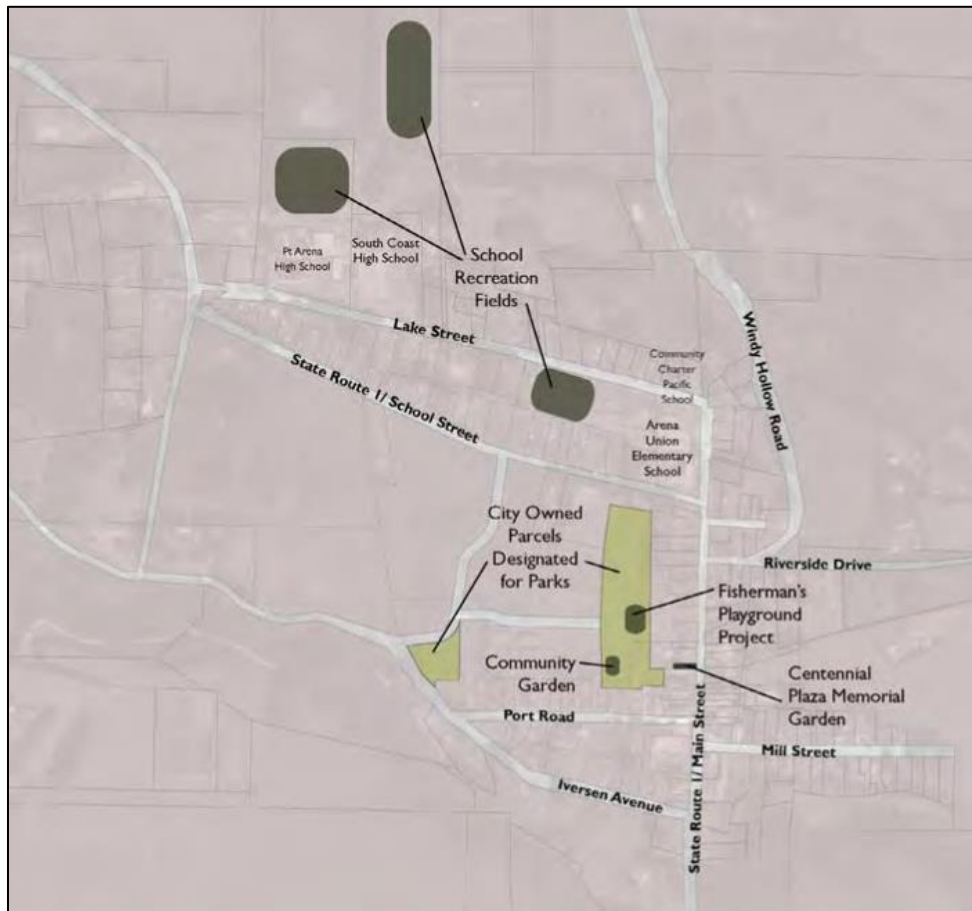 Pt Arena
High School
South Coast
High School
School
Recreation
Fields
Lake Street
State Route 1/ School Street
Community
Charter
Pacific
School
Windy Hollow Road
Arena
Union
Elementary
School
City Owned
Parcels
Designated
for Parks
Riverside Drive
Fisherman's
Playground
Project
Community
Garden
Centennial
Plaza Memorial
Garden
Port Road
Mill Street
Iversen Avenue
State Route 1/ Main Street